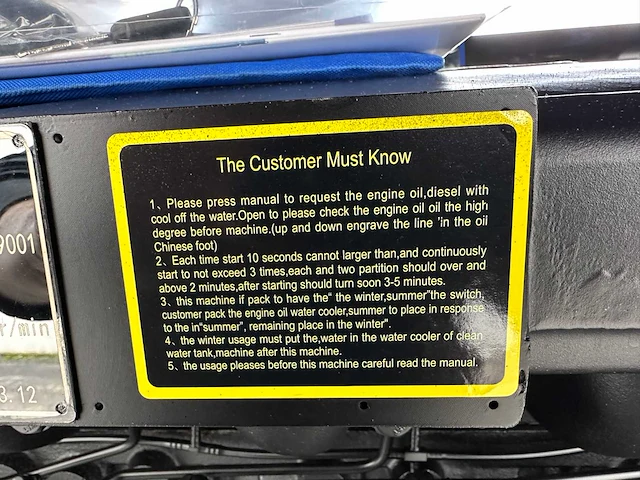 The Customer Must Know
1、Please press manual to request the engine oil,diesel with
cool off the water.Open to please check the engine oil oil the high
degree before machine.(up and down engrave the line 'in the oil
Chinese foot)
2、Each time start 10 seconds cannot larger than,and continuously
start to not exceed 3 times,each and two partition should over and
above 2 minutes,after starting should turn soon 3-5 minutes.
3、this machine if pack to have the“ the winter,summer”the switch,
customer pack the engine oil water cooler,summer to place in response
to the in“summer”, remaining place in the winter”.
4、the winter usage must put the,water in the water cooler of clean
water tank,machine after this machine.
5、the usage pleases before this machine careful read the manual.
9001
r/min
3.12